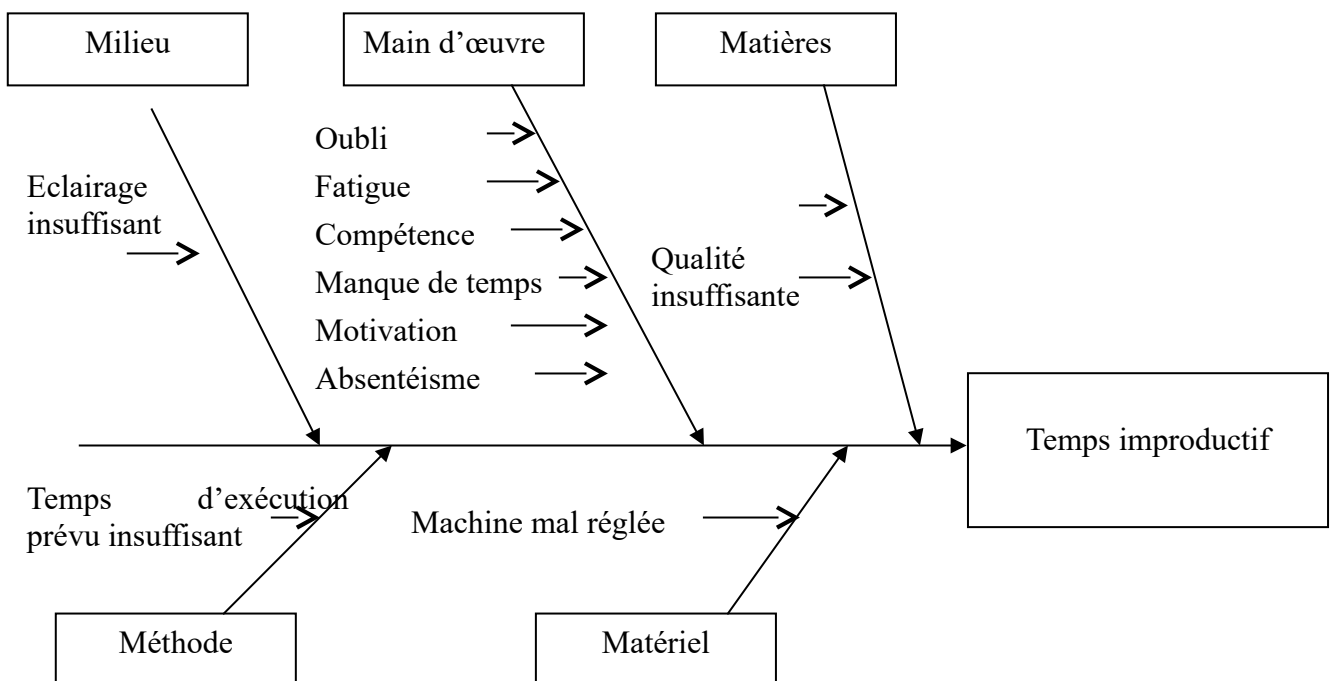 Milieu
Main d’œuvre
Matières
Oubli
Fatigue
Compétence
Manque de temps
Motivation
Absentéisme
Eclairage
insuffisant
Qualité
insuffisante
Temps improductif
Temps d’exécution
prévu insuffisant
Machine mal réglée
Méthode
Matériel